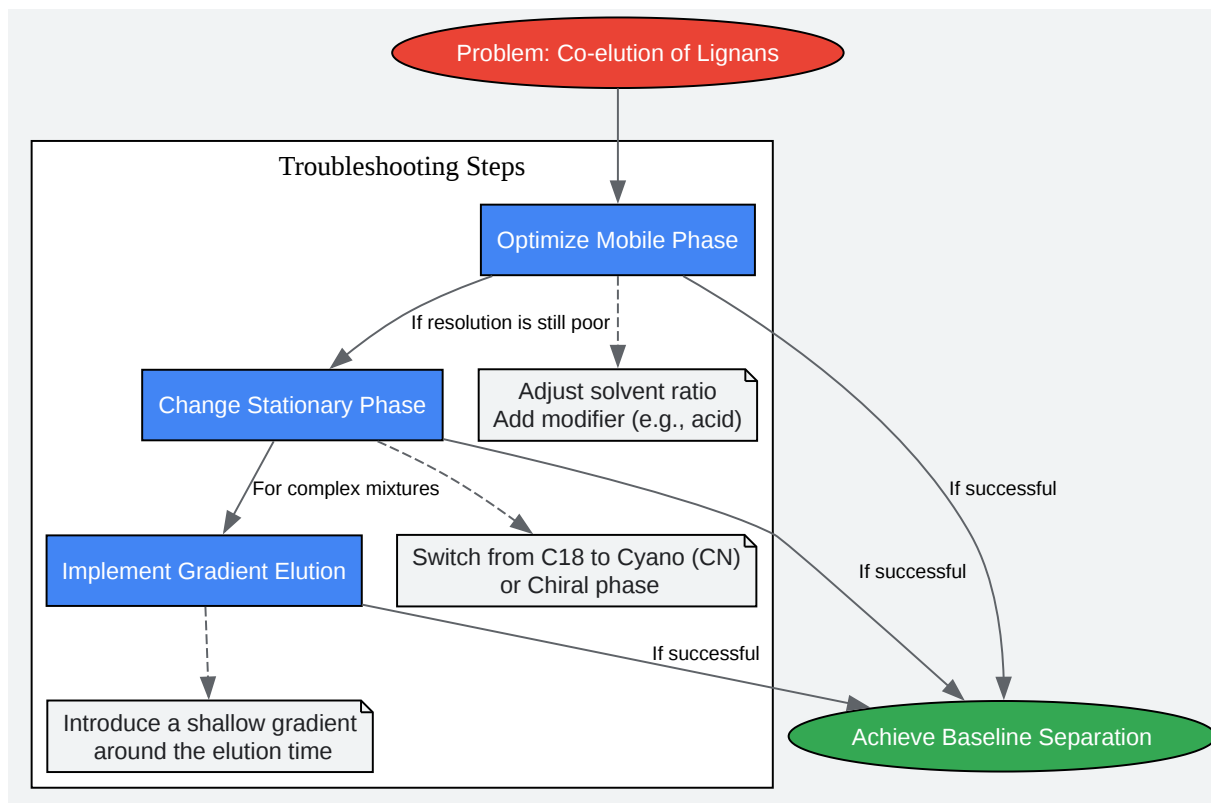 Problem: Co-elution of Lignans
Troubleshooting Steps
Optimize Mobile Phase
If resolution is still poor
Adjust solvent ratio
Add modifier (e.g., acid)
Change Stationary Phase
For complex mixtures
If successful
Switch from C18 to Cyano (CN)
or Chiral phase
Implement Gradient Elution
If successful
If successful
Introduce a shallow gradient
around the elution time
Achieve Baseline Separation